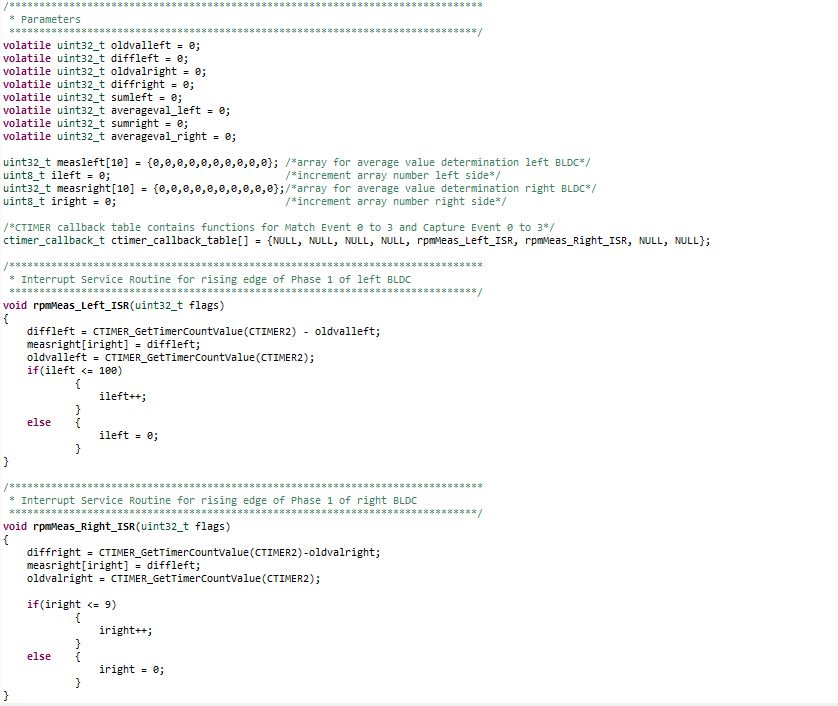 /*******************************************************************************
 * Parameters
 ******************************************************************************/
volatile uint32_t oldvalleft = 0;
volatile uint32_t diffleft = 0;
volatile uint32_t oldvalright = 0;
volatile uint32_t diffright = 0;
volatile uint32_t sumleft = 0;
volatile uint32_t averageval_left = 0;
volatile uint32_t sumright = 0;
volatile uint32_t averageval_right = 0;
uint32_t measleft[10] = {0,0,0,0,0,0,0,0,0,0}; /*array for average value determination left BLDC*/
uint8_t ileft = 0; /*increment array number left side*/
uint32_t measright[10] = {0,0,0,0,0,0,0,0,0,0};/*array for average value determination right BLDC*/
uint8_t iright = 0; /*increment array number right side*/
/*CTIMER callback table contains functions for Match Event 0 to 3 and Capture Event 0 to 3*/
ctimer_callback_t ctimer_callback_table[] = {NULL, NULL, NULL, NULL, rpmMeas_Left_ISR, rpmMeas_Right_ISR, NULL, NULL};
/*******************************************************************************
 * Interrupt Service Routine for rising edge of Phase 1 of left BLDC
 ******************************************************************************/
void rpmMeas_Left_ISR(uint32_t flags)
{
    diffleft = CTIMER_GetTimerCountValue(CTIMER2) - oldvalleft;
    measright[iright] = diffleft;
    oldvalleft = CTIMER_GetTimerCountValue(CTIMER2);
    if(ileft <= 100)
            {
                ileft++;
            }
    else    {
                ileft = 0;
            }
}
/*******************************************************************************
 * Interrupt Service Routine for rising edge of Phase 1 of right BLDC
 ******************************************************************************/
void rpmMeas_Right_ISR(uint32_t flags)
{
    diffright = CTIMER_GetTimerCountValue(CTIMER2)-oldvalright;
    measright[iright] = diffleft;
    oldvalright = CTIMER_GetTimerCountValue(CTIMER2);
    if(iright <= 9)
            {
                iright++;
            }
    else    {
                iright = 0;
            }
}